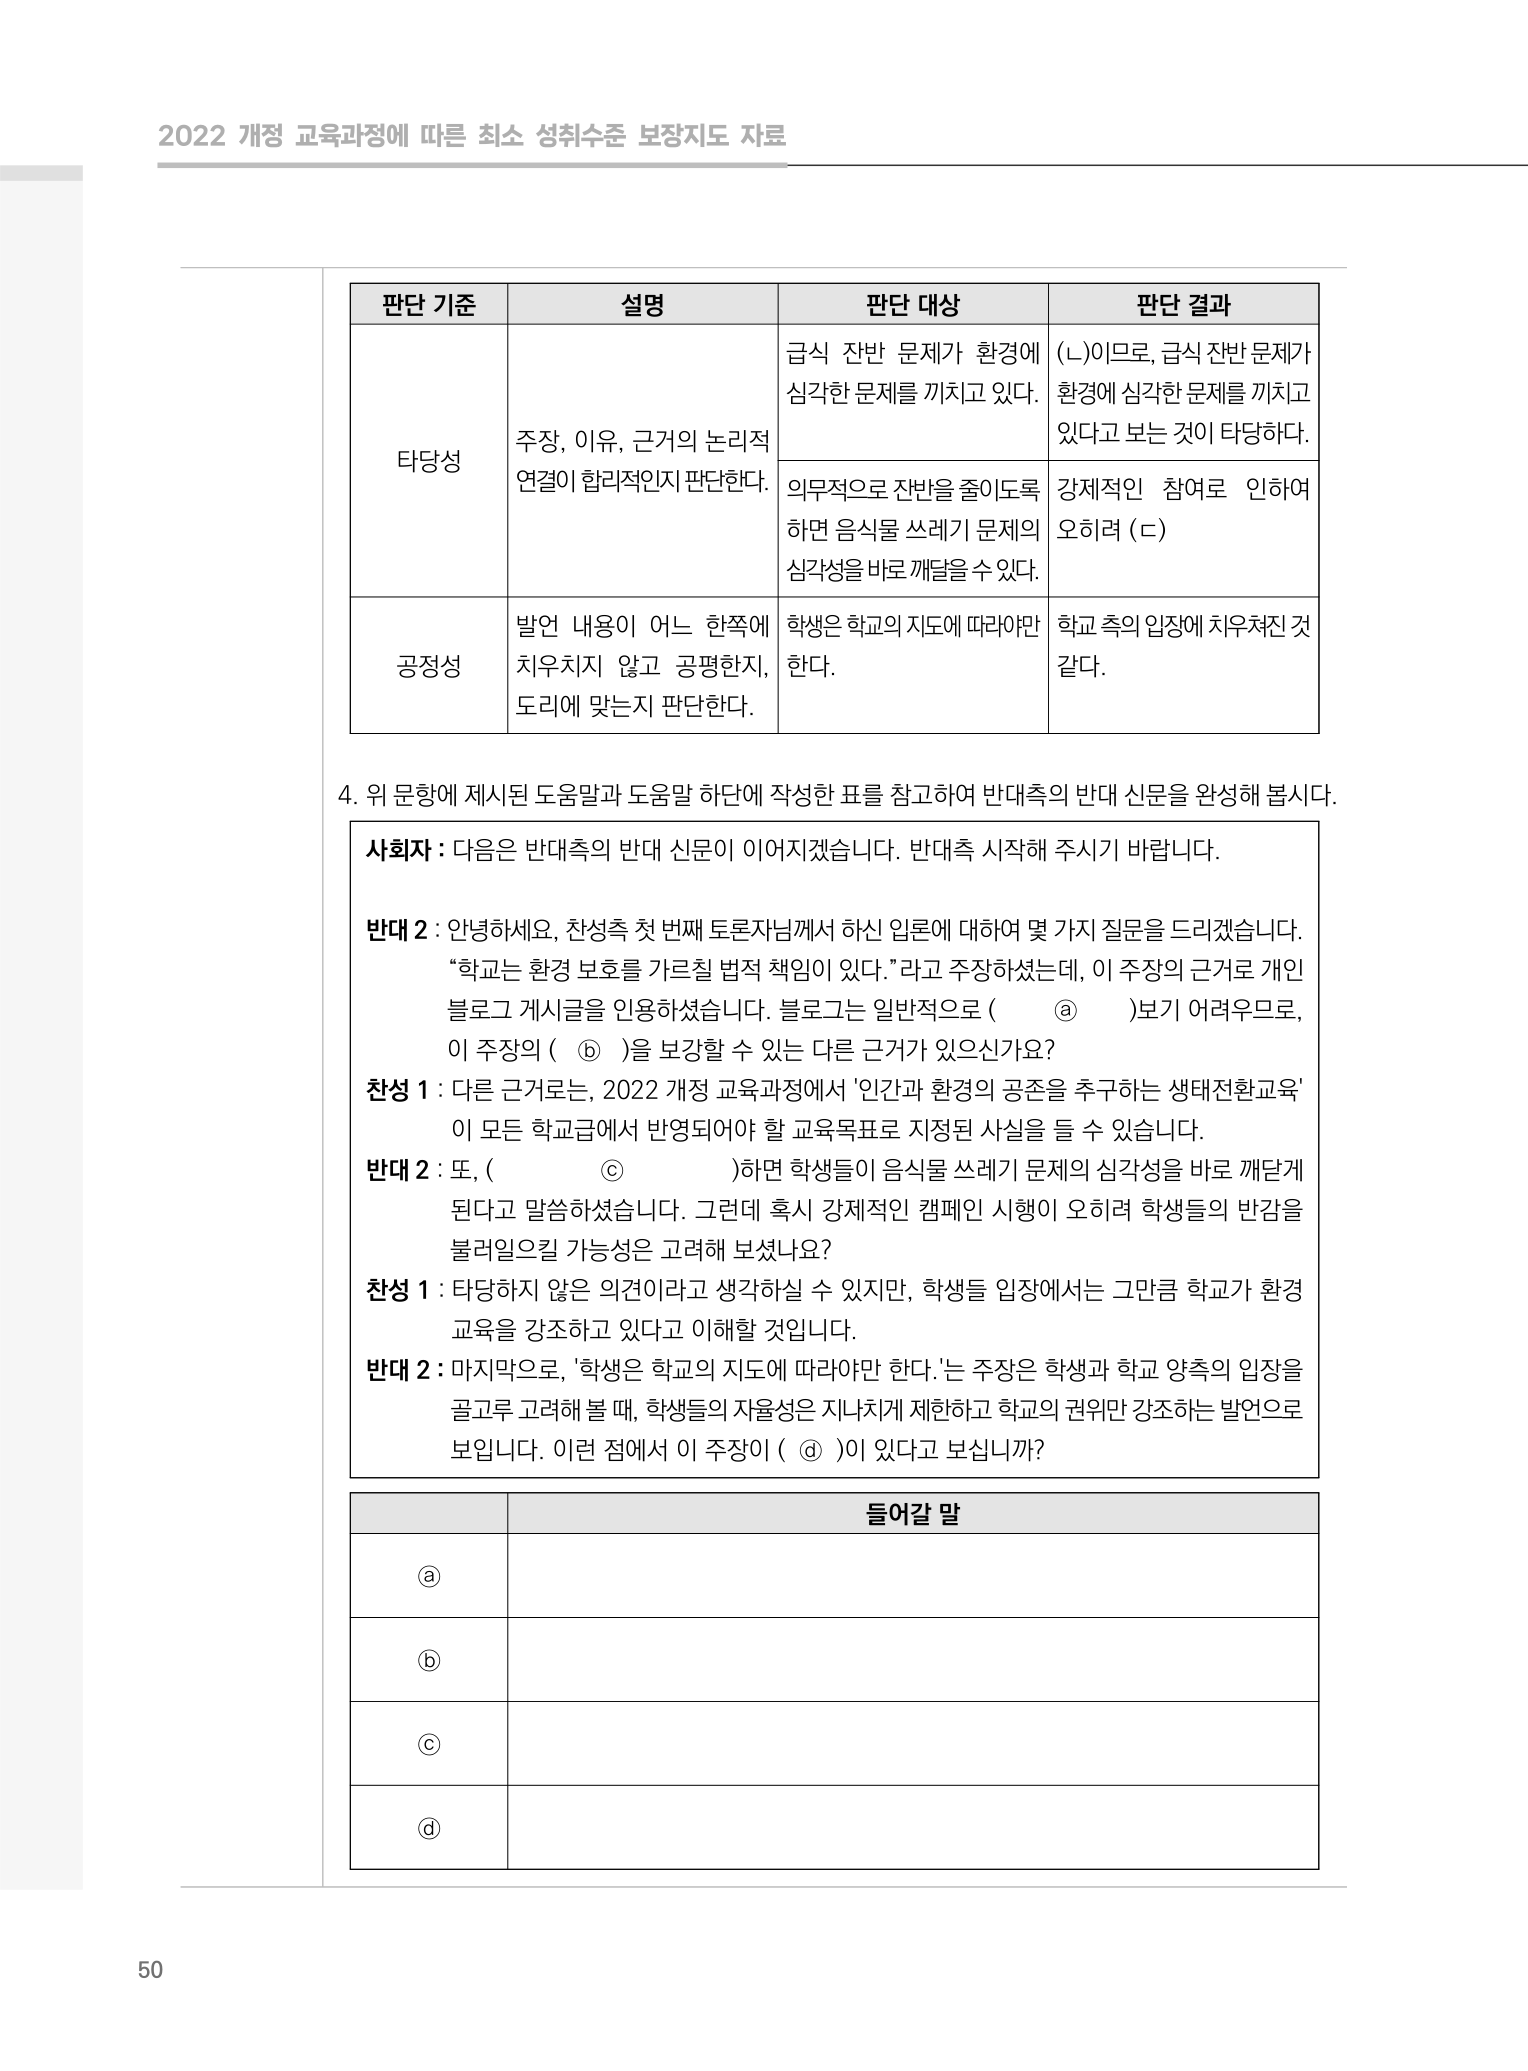 2022 개정 교육과정에 따른 최소 성취수준 보장지도 자료
판단 기준 설명 판단 대상 판단 결과
타당성
주장, 이유, 근거의 논리적
연결이 합리적인지 판단한다.
급식 잔반 문제가 환경에
심각한 문제를 끼치고 있다.
(ㄴ)이므로, 급식 잔반 문제가
환경에 심각한 문제를 끼치고
있다고 보는 것이 타당하다.
의무적으로 잔반을 줄이도록
하면 음식물 쓰레기 문제의
심각성을 바로 깨달을 수 있다.
강제적인 참여로 인하여
오히려 (ㄷ)
공정성
발언 내용이 어느 한쪽에
치우치지 않고 공평한지,
도리에 맞는지 판단한다.
학생은 학교의 지도에 따라야만
한다.
학교 측의 입장에 치우쳐진 것
같다.
4. 위 문항에 제시된 도움말과 도움말 하단에 작성한 표를 참고하여 반대측의 반대 신문을 완성해 봅시다.
사회자 : 다음은 반대측의 반대 신문이 이어지겠습니다. 반대측 시작해 주시기 바랍니다.
반대 2 : 안녕하세요, 찬성측 첫 번째 토론자님께서 하신 입론에 대하여 몇 가지 질문을 드리겠습니다.
“학교는 환경 보호를 가르칠 법적 책임이 있다.”라고 주장하셨는데, 이 주장의 근거로 개인
블로그 게시글을 인용하셨습니다. 블로그는 일반적으로 ( ⓐ )보기 어려우므로,
이 주장의 ( ⓑ )을 보강할 수 있는 다른 근거가 있으신가요?
찬성 1 : 다른 근거로는, 2022 개정 교육과정에서 '인간과 환경의 공존을 추구하는 생태전환교육'
이 모든 학교급에서 반영되어야 할 교육목표로 지정된 사실을 들 수 있습니다.
반대 2 : 또, ( ⓒ )하면 학생들이 음식물 쓰레기 문제의 심각성을 바로 깨닫게
된다고 말씀하셨습니다. 그런데 혹시 강제적인 캠페인 시행이 오히려 학생들의 반감을
불러일으킬 가능성은 고려해 보셨나요?
찬성 1 : 타당하지 않은 의견이라고 생각하실 수 있지만, 학생들 입장에서는 그만큼 학교가 환경
교육을 강조하고 있다고 이해할 것입니다.
반대 2 : 마지막으로, '학생은 학교의 지도에 따라야만 한다.'는 주장은 학생과 학교 양측의 입장을
골고루 고려해 볼 때, 학생들의 자율성은 지나치게 제한하고 학교의 권위만 강조하는 발언으로
보입니다. 이런 점에서 이 주장이 ( ⓓ )이 있다고 보십니까?
들어갈 말
ⓐ
ⓑ
ⓒ
ⓓ
50